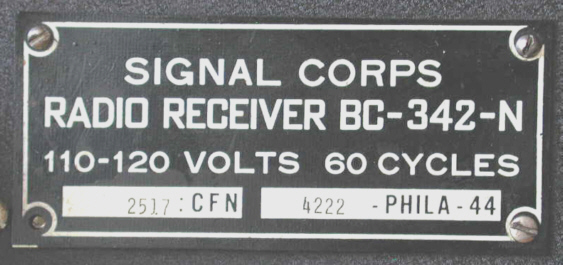 SIGNAL CORPS
RADIO RECEIVER BC-342-N
110-120 VOLTS 60 CYCLES
2517:CFN 4222 -PHILA-44